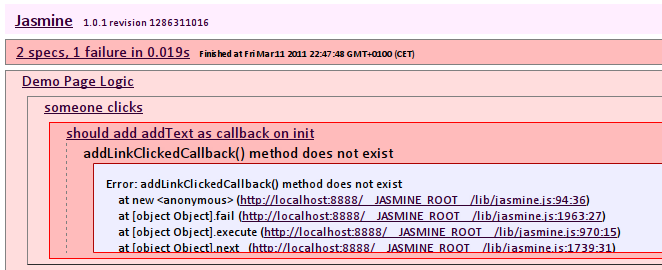 Jasmine 1.0.1 revision 1286311016
2 specs, 1 failure in 0.019s Finished at Fri Mar 11 2011 22:47:48 GMT+0100 (CET)
Demo Page Logic
someone clicks
should add addText as callback on init
addLinkClickedCallback() method does not exist
Error: addLinkClickedCallback() method does not exist
at new <anonymous> (http://localhost:8888/__JASMINE_ROOT__/lib/jasmine.js:94:36)
at [object Object].fail (http://localhost:8888/__JASMINE_ROOT__/lib/jasmine.js:1963:27)
at [object Object].execute (http://localhost:8888/__JASMINE_ROOT__/lib/jasmine.js:970:15)
at [object Object].next_ (http://localhost:8888/__JASMINE_ROOT__/lib/jasmine.js:1739:31)